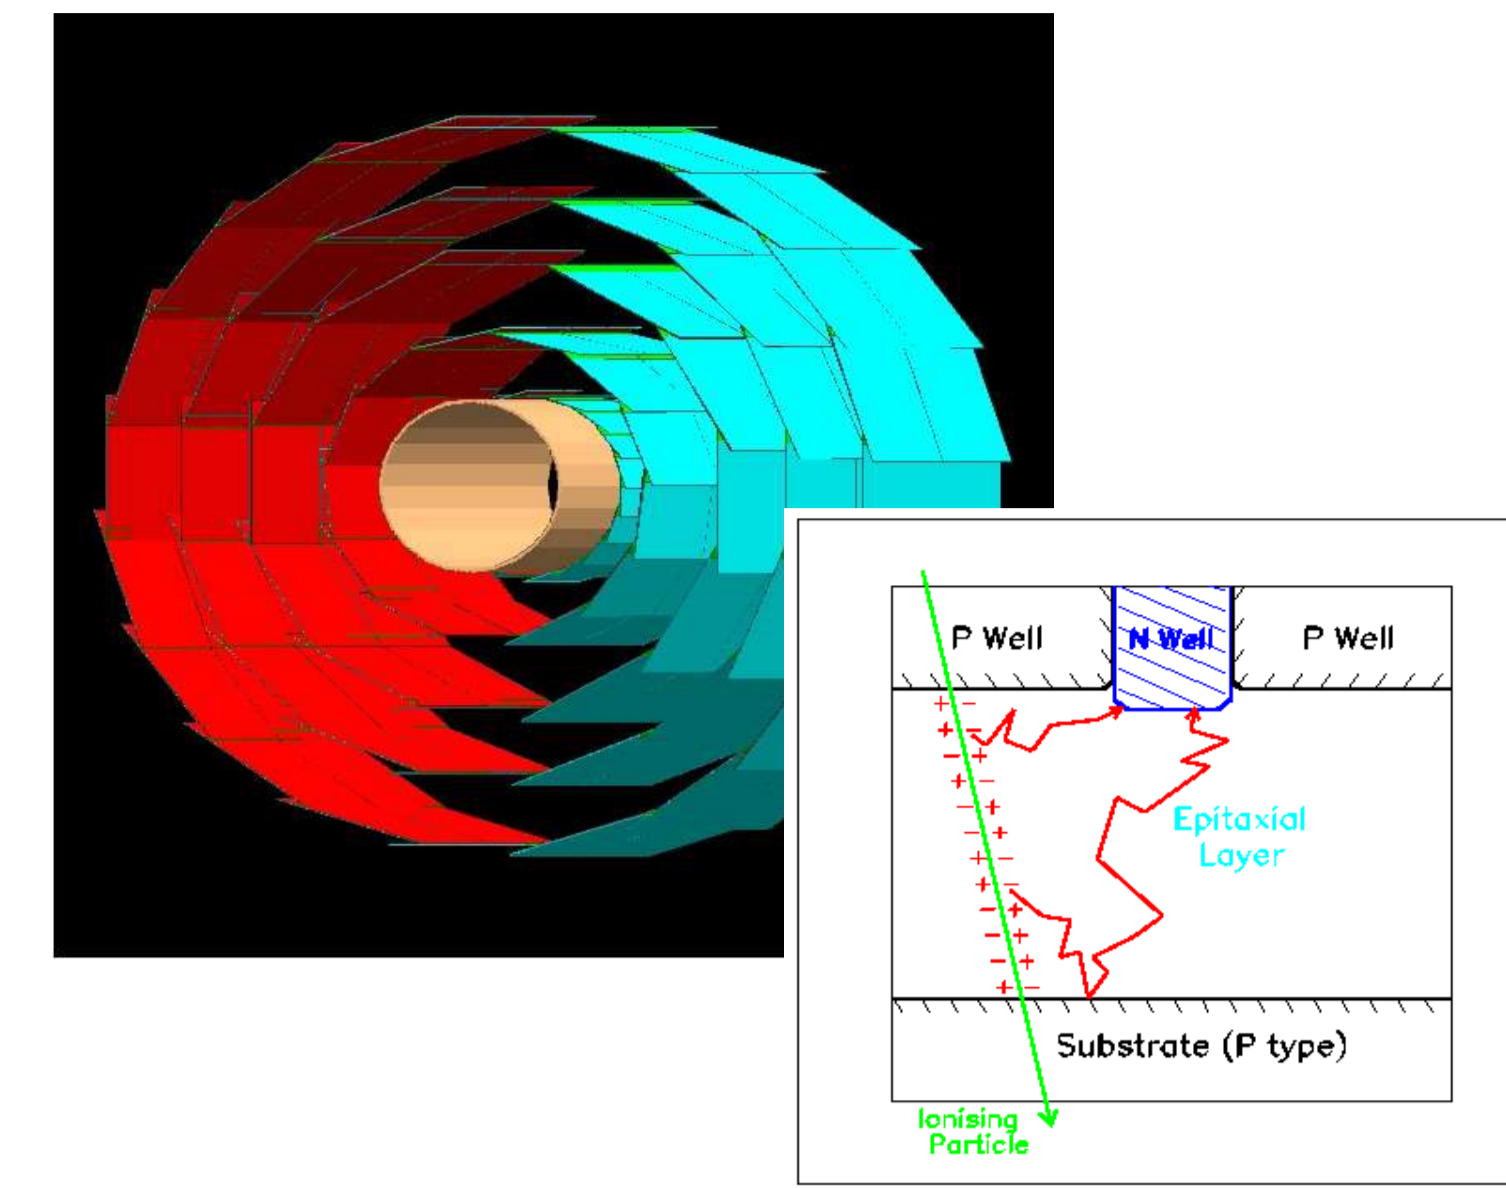 P Well N Well P Well
Epitaxial
Layer
Substrate (P type)
Ionising
Particle